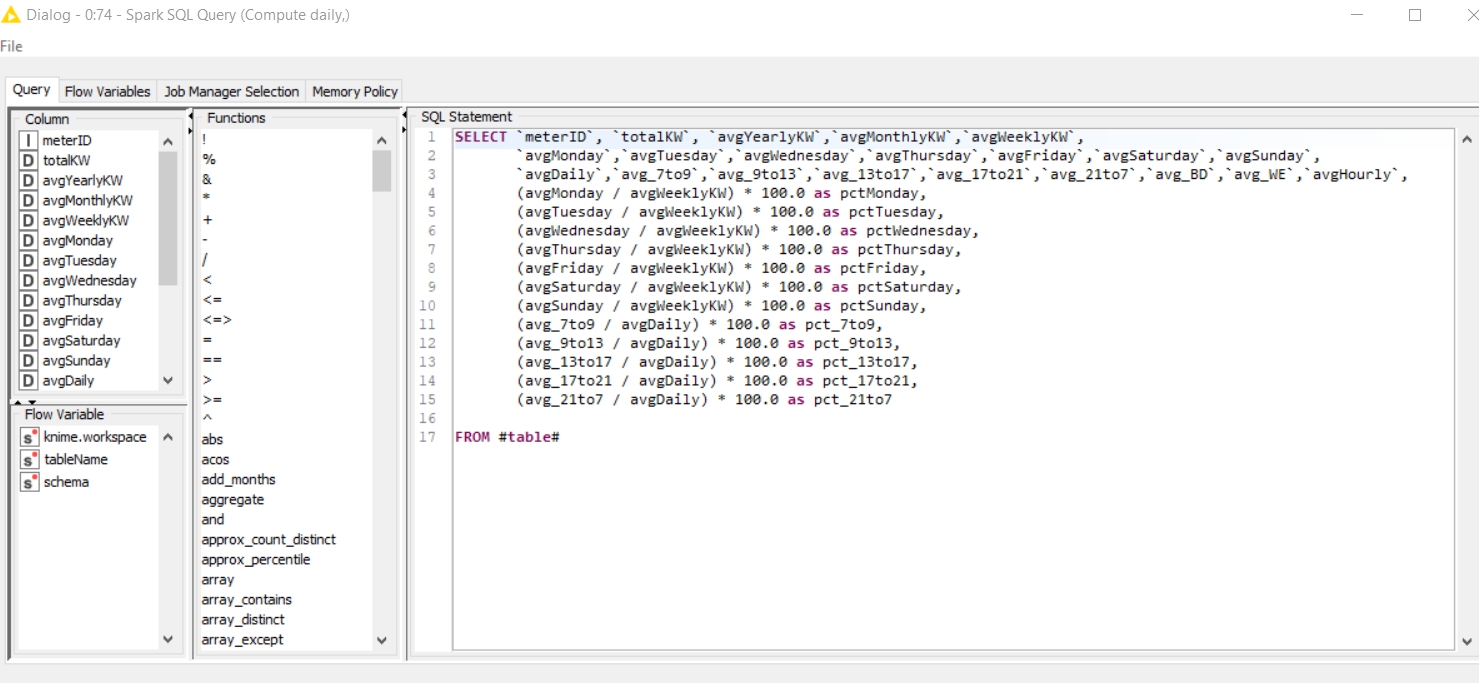 Dialog - 0:74 - Spark SQL Query (Compute daily,)
File
Query
Flow Variables
Job Manager Selection
Memory Policy
Column
I meterID
D totalKW
D avgYearlyKW
D avgMonthlyKW
D avgWeeklyKW
D avgMonday
D avgTuesday
D avgWednesday
D avgThursday
D avgFriday
D avgSaturday
D avgSunday
D avgDaily
Flow Variable
s knime.workspace
s tableName
s schema
Functions
!
%
&
*
+
-
/
<
<=
<=>
=
==
>
>=
^
abs
acos
add_months
aggregate
and
approx_count_distinct
approx_percentile
array
array_contains
array_distinct
array_except
SQL Statement
1 SELECT `meterID`, `totalKW`, `avgYearlyKW`,`avgMonthlyKW`,`avgWeeklyKW`,
2 `avgMonday`,`avgTuesday`,`avgWednesday`,`avgThursday`,`avgFriday`,`avgSaturday`,`avgSunday`,
3 `avgDaily`,`avg_7to9`,`avg_9to13`,`avg_13to17`,`avg_17to21`,`avg_21to7`,`avg_BD`,`avg_WE`,`avgHourly`,
4 (avgMonday / avgWeeklyKW) * 100.0 as pctMonday,
5 (avgTuesday / avgWeeklyKW) * 100.0 as pctTuesday,
6 (avgWednesday / avgWeeklyKW) * 100.0 as pctWednesday,
7 (avgThursday / avgWeeklyKW) * 100.0 as pctThursday,
8 (avgFriday / avgWeeklyKW) * 100.0 as pctFriday,
9 (avgSaturday / avgWeeklyKW) * 100.0 as pctSaturday,
10 (avgSunday / avgWeeklyKW) * 100.0 as pctSunday,
11 (avg_7to9 / avgDaily) * 100.0 as pct_7to9,
12 (avg_9to13 / avgDaily) * 100.0 as pct_9to13,
13 (avg_13to17 / avgDaily) * 100.0 as pct_13to17,
14 (avg_17to21 / avgDaily) * 100.0 as pct_17to21,
15 (avg_21to7 / avgDaily) * 100.0 as pct_21to7
16
17 FROM #table#